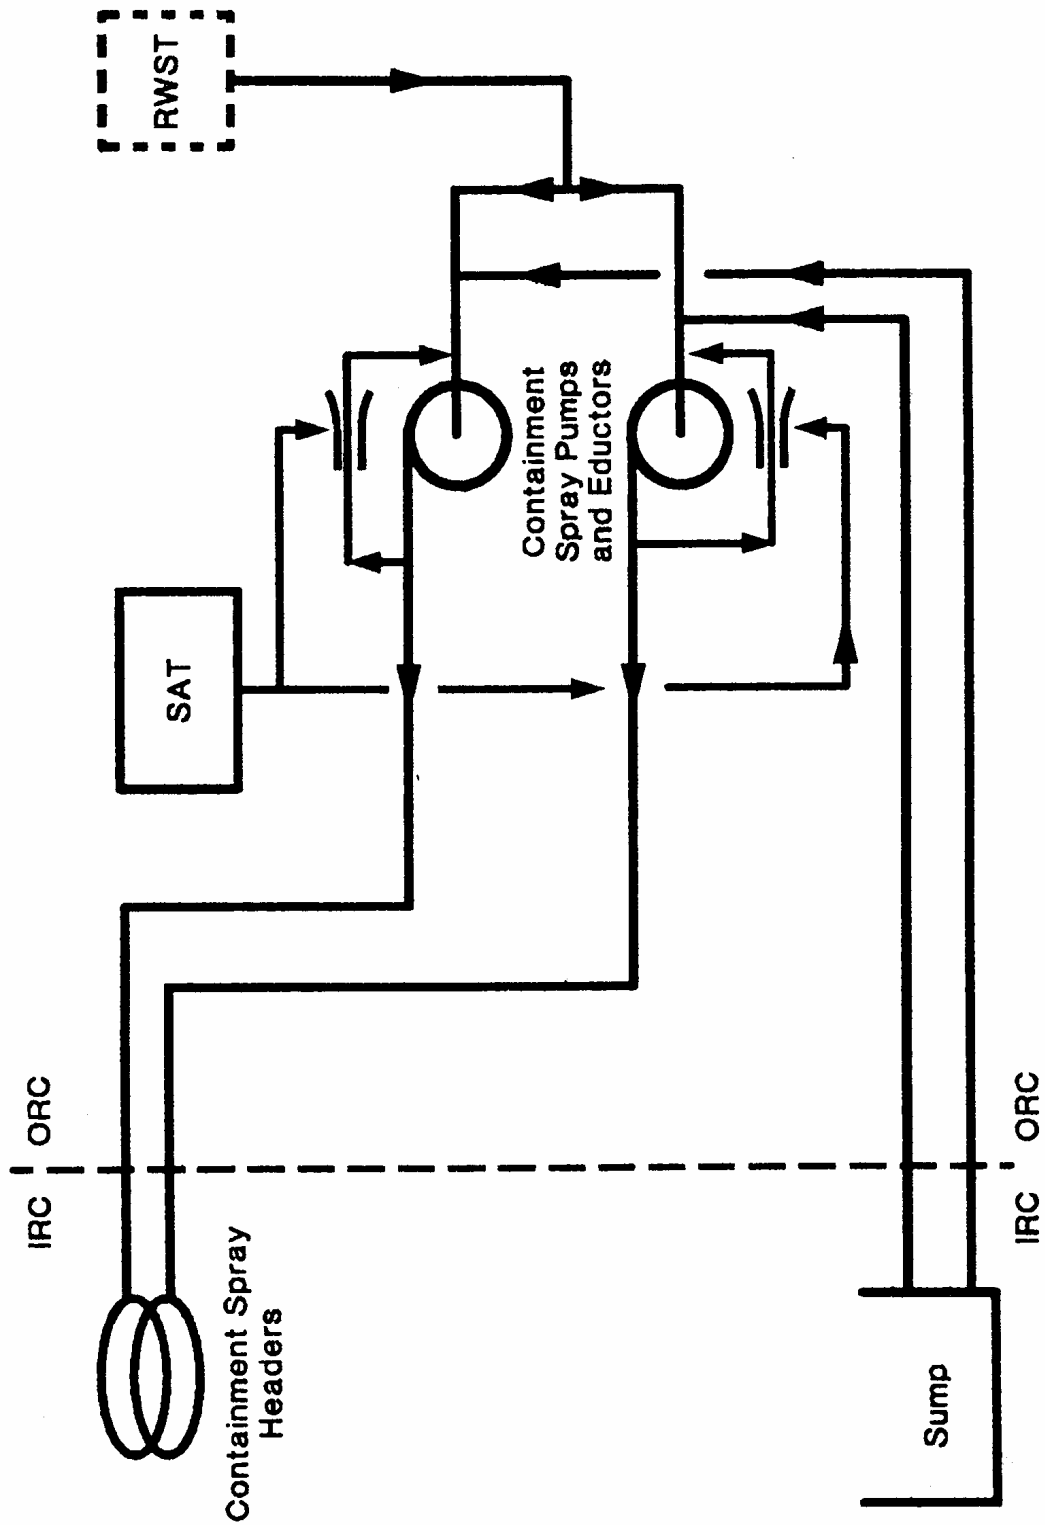 IRC
ORC
RWST
SAT
Containment Spray
Headers
Containment
Spray Pumps
and Eductors
Sump
IRC
ORC